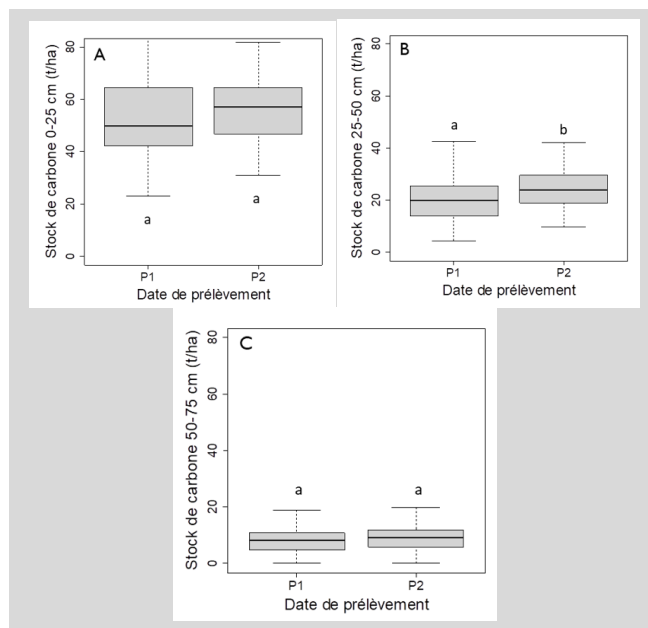 A
Stock de carbone 0-25 cm (t/ha)
80
60
40
20
0
a
a
P1
P2
Date de prélèvement
B
Stock de carbone 25-50 cm (t/ha)
80
60
40
20
0
a
b
P1
P2
Date de prélèvement
C
Stock de carbone 50-75 cm (t/ha)
80
60
40
20
0
a
a
P1
P2
Date de prélèvement